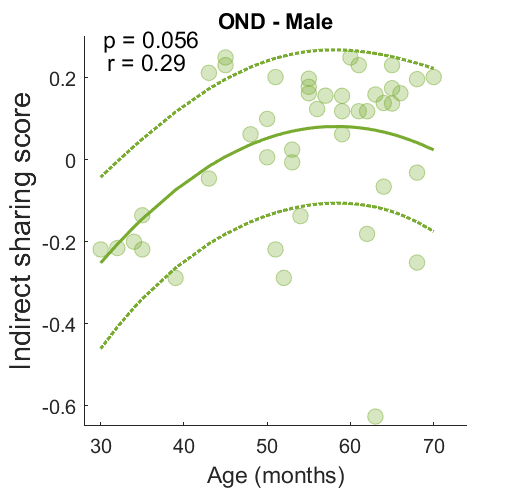 OND - Male
p = 0.056
r = 0.29
Indirect sharing score
0.2
0
-0.2
-0.4
-0.6
30 40 50 60 70
Age (months)